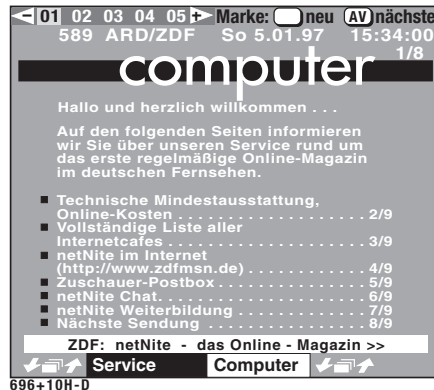 01 02 03 04 05 + Marke: neu AV nächste
589 ARD/ZDF So 5.01.97 15:34:00
1/8
computer
Hallo und herzlich willkommen . . .
Auf den folgenden Seiten informieren
wir Sie über unseren Service rund um
das erste regelmäßige Online-Magazin
im deutschen Fernsehen.
Technische Mindestausstattung,
Online-Kosten . . . . . . . . . . . . . . . . . . . 2/9
Vollständige Liste aller
Internetcafes . . . . . . . . . . . . . . . . . . . 3/9
netNite im Internet
(http://www.zdfmsn.de) . . . . . . . . . . . . 4/9
Zuschauer-Postbox . . . . . . . . . . . . . . . 5/9
netNite Chat. . . . . . . . . . . . . . . . . . . . 6/9
netNite Weiterbildung . . . . . . . . . . . . 7/9
Nächste Sendung . . . . . . . . . . . . . . . . 8/9
ZDF: netNite - das Online - Magazin >>
Service Computer
696+10H-D